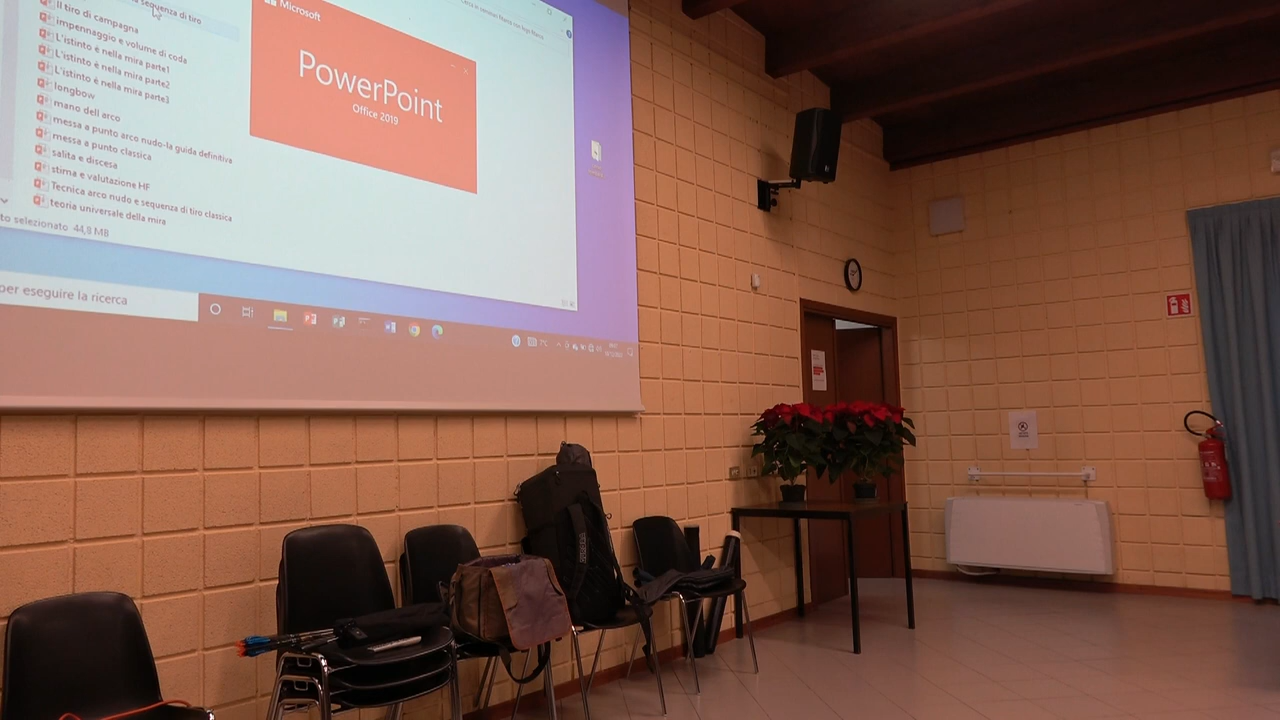 sequenza di tiro
Il tiro di campagna
impennaggio e volume di coda
L'istinto è nella mira parte1
L'istinto è nella mira parte2
L'istinto è nella mira parte3
longbow
mano dell arco
messa a punto arco nudo-la guida definitiva
messa a punto classica
salita e discesa
stima e valutazione HF
Tecnica arco nudo e sequenza di tiro classica
teoria universale della mira
to selezionato 44,8 MB
Microsoft
PowerPoint
Office 2019
per eseguire la ricerca
7°C